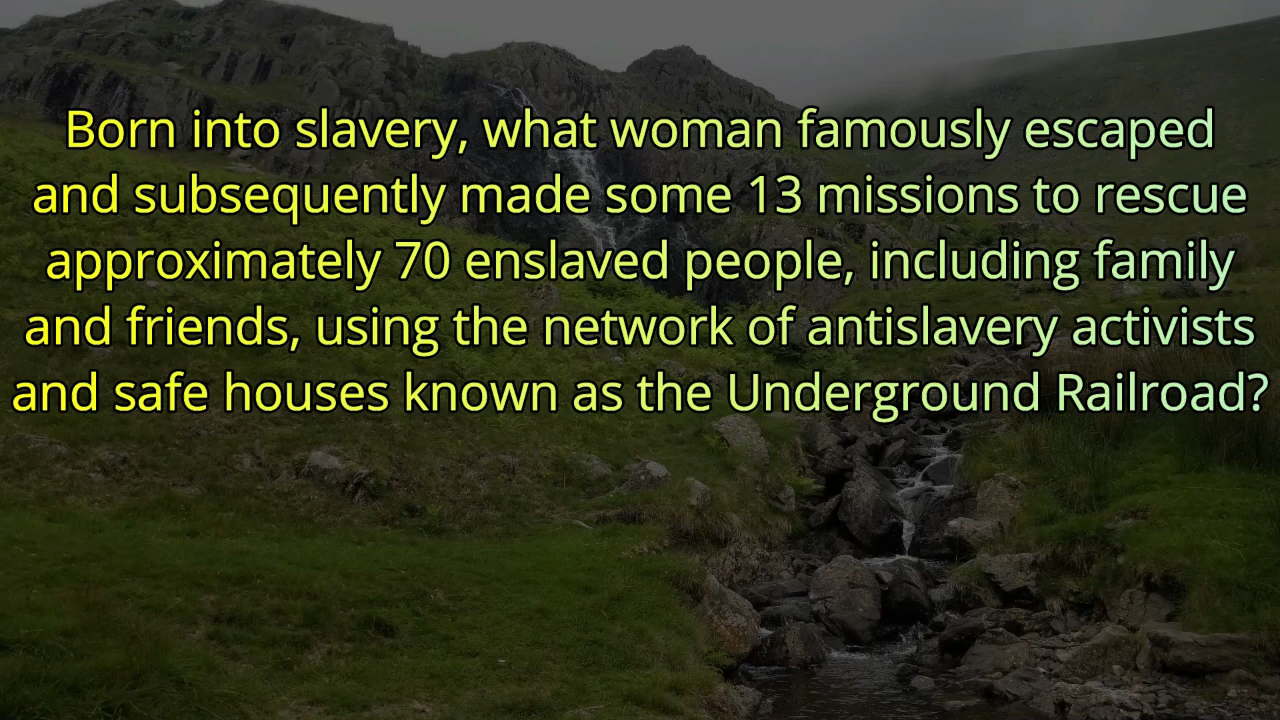 Born into slavery, what woman famously escaped
and subsequently made some 13 missions to rescue
approximately 70 enslaved people, including family
and friends, using the network of antislavery activists
and safe houses known as the Underground Railroad?